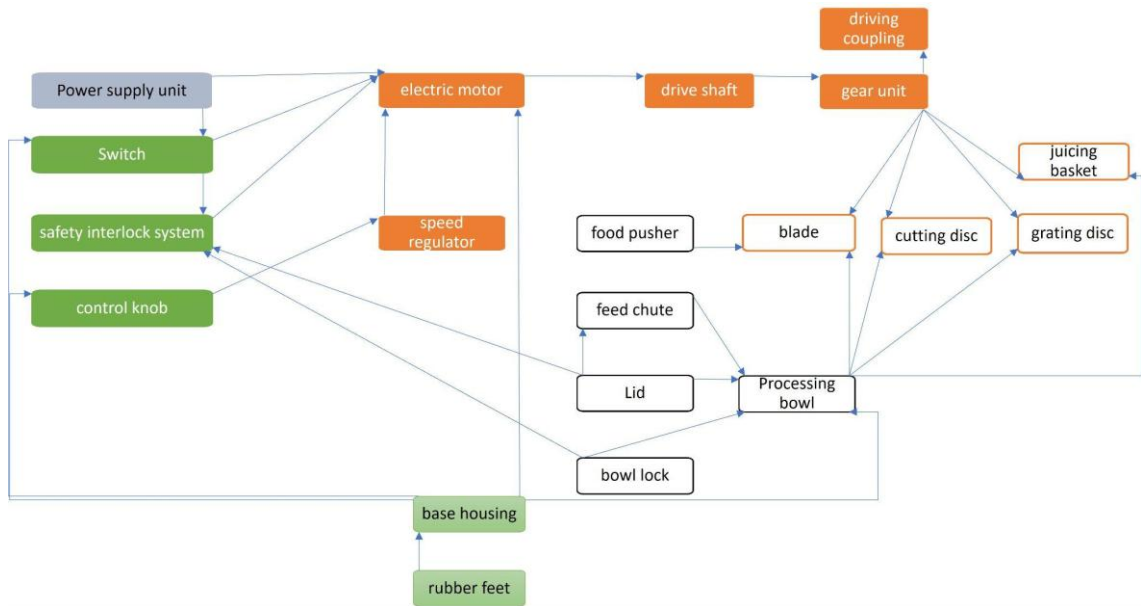 driving
coupling
Power supply unit
electric motor
drive shaft
gear unit
Switch
juicing
basket
safety interlock system
speed
regulator
food pusher
blade
cutting disc
grating disc
control knob
feed chute
Lid
Processing
bowl
bowl lock
base housing
rubber feet